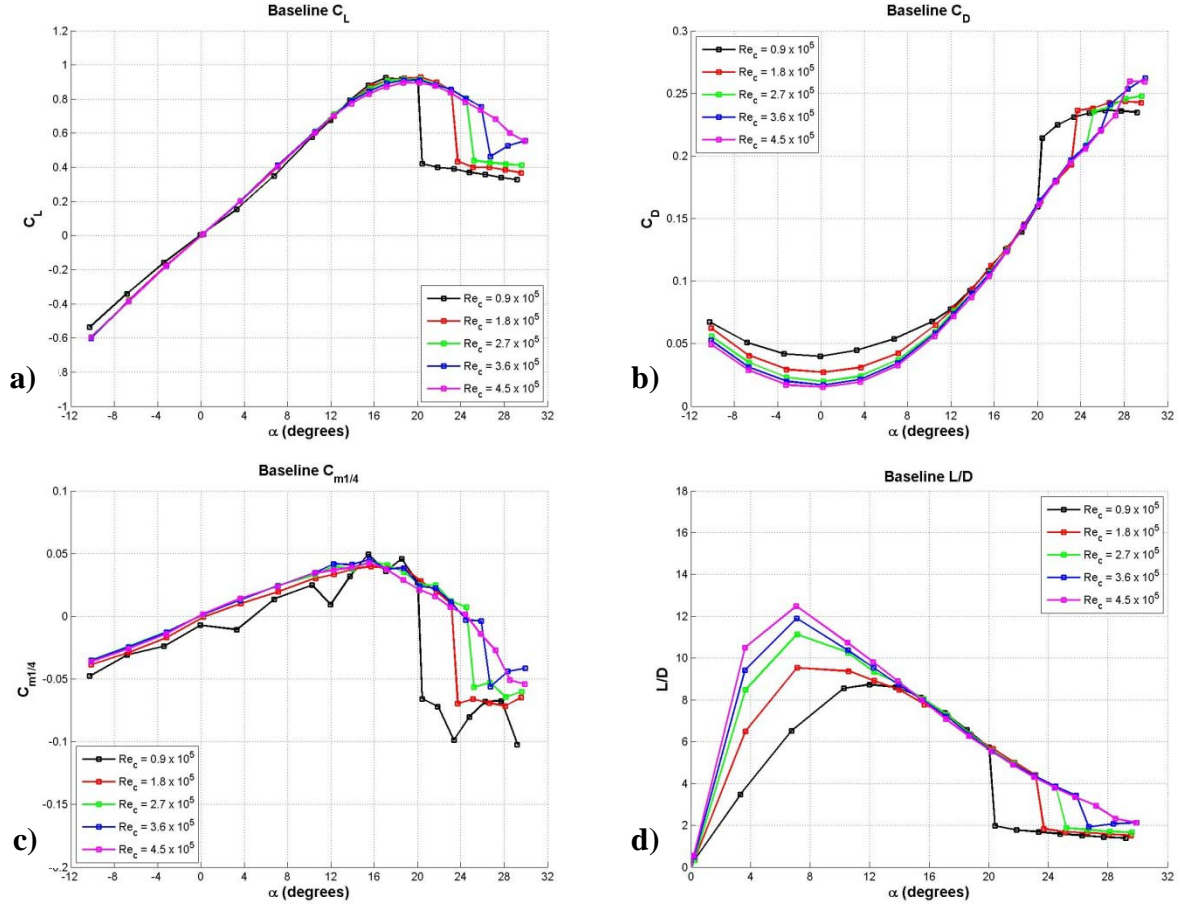 Baseline C_L
1.2
1
0.8
0.6
0.4
0.2
0
-0.2
-0.4
-0.6
.8
-1
C_L
-12 -8 -4 0 4 8 12 16 20 24 28 32
α (degrees)
Re_c = 0.9 x 10^5
Re_c = 1.8 x 10^5
Re_c = 2.7 x 10^5
Re_c = 3.6 x 10^5
Re_c = 4.5 x 10^5
a)
Baseline C_D
0.3
0.25
0.2
0.15
0.1
0.05
0
C_D
-12 -8 -4 0 4 8 12 16 20 24 28 32
α (degrees)
Re_c = 0.9 x 10^5
Re_c = 1.8 x 10^5
Re_c = 2.7 x 10^5
Re_c = 3.6 x 10^5
Re_c = 4.5 x 10^5
b)
Baseline C_m1/4
0.1
0.05
0
-0.05
-0.1
-0.15
-0.2
C_m1/4
-12 -8 -4 0 4 8 12 16 20 24 28 32
α (degrees)
Re_c = 0.9 x 10^5
Re_c = 1.8 x 10^5
Re_c = 2.7 x 10^5
Re_c = 3.6 x 10^5
Re_c = 4.5 x 10^5
c)
Baseline L/D
18
16
14
12
10
8
6
4
2
0
L/D
0 4 8 12 16 20 24 28 32
α (degrees)
Re_c = 0.9 x 10^5
Re_c = 1.8 x 10^5
Re_c = 2.7 x 10^5
Re_c = 3.6 x 10^5
Re_c = 4.5 x 10^5
d)